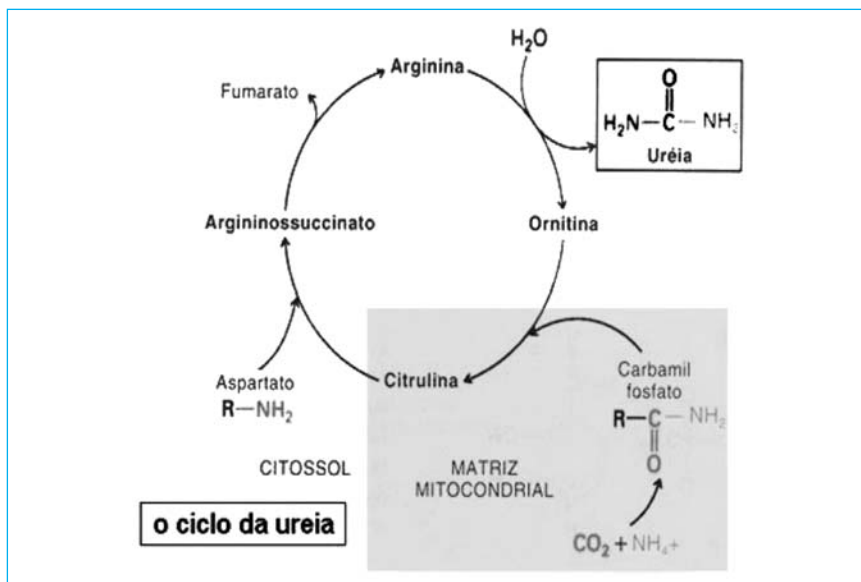 H₂O
Arginina
Fumarato
O
H₂N—C—NH₂
Uréia
Argininossuccinato
Ornitina
Aspartato
R—NH₂
Citrulina
Carbamil
fosfato
R—C—NH₂
O
CITOSSOL
MATRIZ
MITOCONDRIAL
o ciclo da ureia
CO₂ + NH₄+